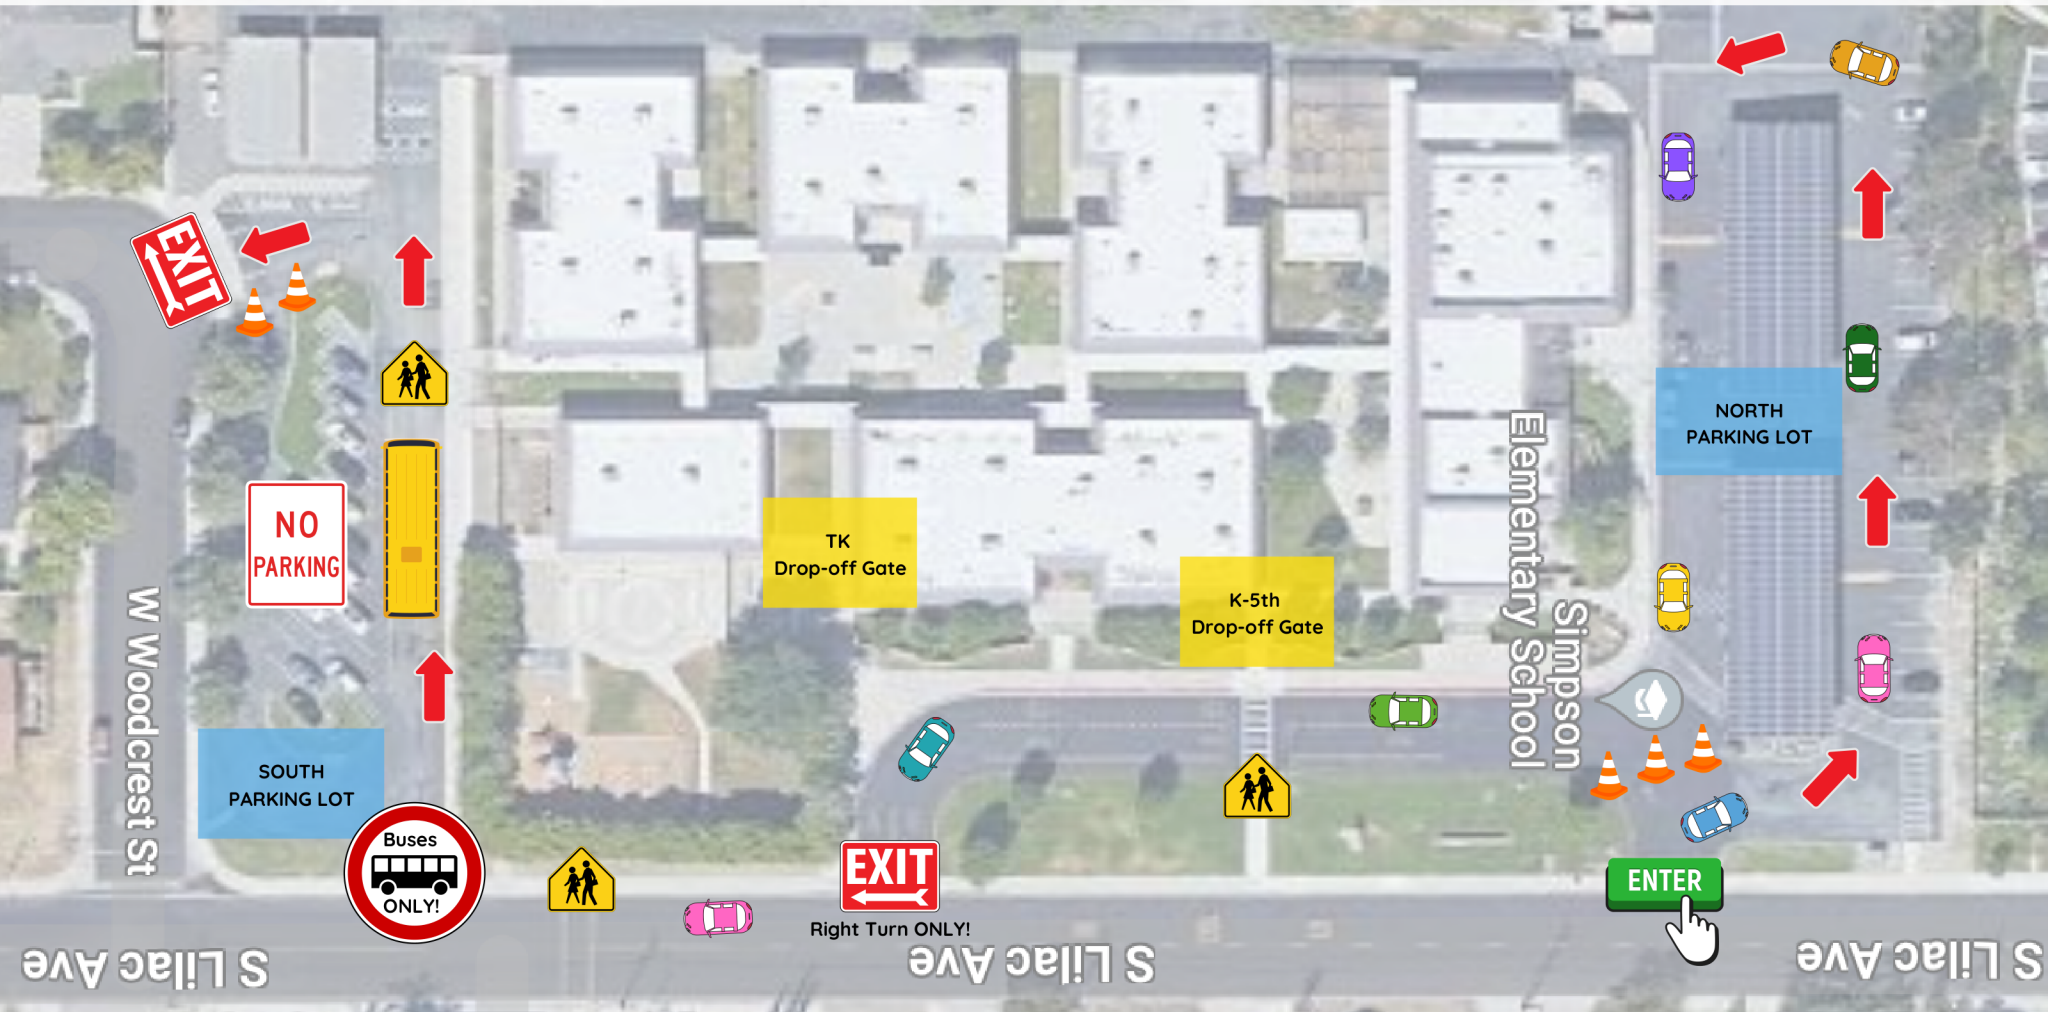 EXIT
NO
PARKING
W Woodcrest St
SOUTH
PARKING LOT
Buses
ONLY!
TK
Drop-off Gate
K-5th
Drop-off Gate
NORTH
PARKING LOT
Simpson
Elementary School
EXIT
Right Turn ONLY!
ENTER
S Lilac Ave
S Lilac Ave
S Lilac Ave